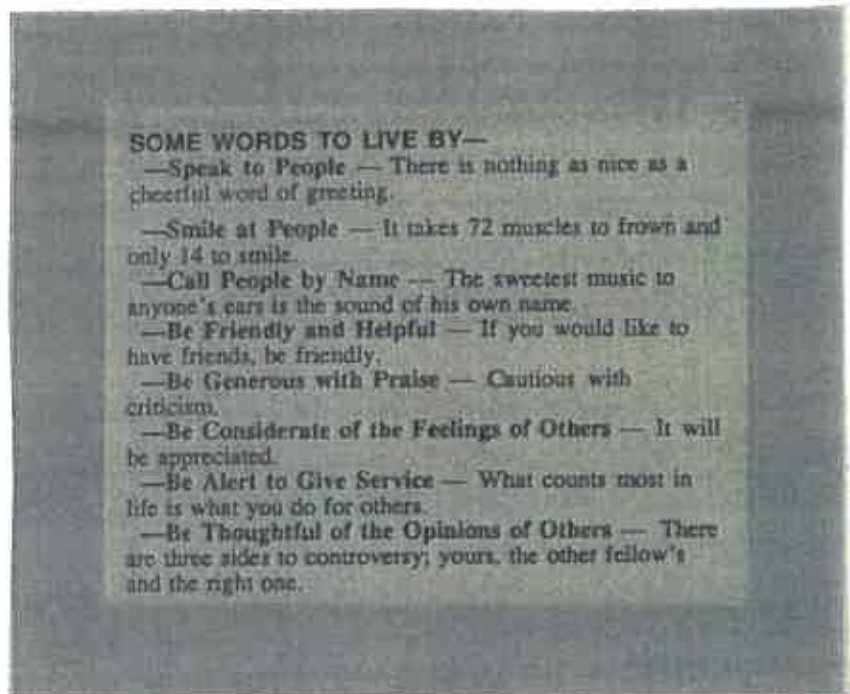 SOME WORDS TO LIVE BY—
—Speak to People — There is nothing as nice as a
cheerful word of greeting.
—Smile at People — It takes 72 muscles to frown and
only 14 to smile.
—Call People by Name — The sweetest music to
anyone's ears is the sound of his own name.
—Be Friendly and Helpful — If you would like to
have friends, be friendly.
—Be Generous with Praise — Cautious with
criticism.
—Be Considerate of the Feelings of Others — It will
be appreciated.
—Be Alert to Give Service — What counts most in
life is what you do for others.
—Be Thoughtful of the Opinions of Others — There
are three sides to controversy; yours, the other fellow's
and the right one.